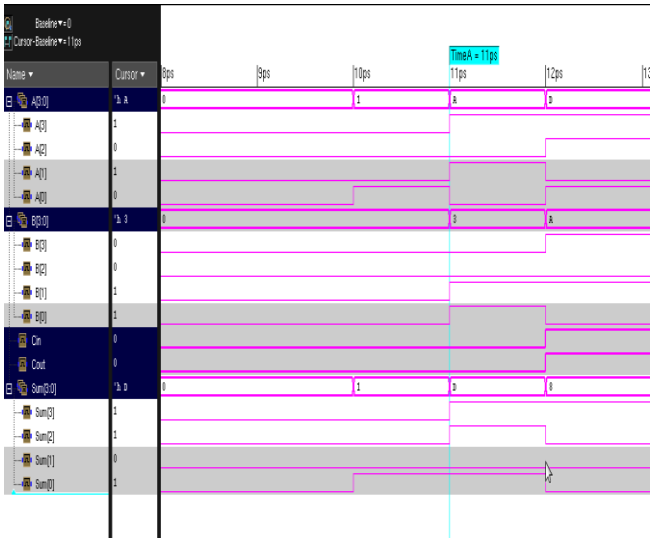 Baseline▼=0
Cursor-Baseline▼=11ps
TimeA = 11ps
Name▼ Cursor▼ 8ps 9ps 10ps 11ps 12ps 13
A[3:0] 'h A 0 1 A D
A[3] 1
A[2] 0
A[1] 1
A[0] 0
B[3:0] 'h 3 0 3 A
B[3] 0
B[2] 0
B[1] 1
B[0] 1
Cin 0
Cout 0
Sum[3:0] 'h D 0 1 D 8
Sum[3] 1
Sum[2] 1
Sum[1] 0
Sum[0] 1